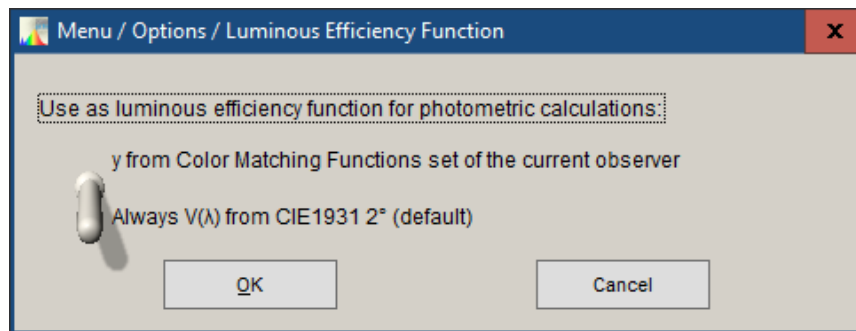 Menu / Options / Luminous Efficiency Function
x
Use as luminous efficiency function for photometric calculations:
y from Color Matching Functions set of the current observer
Always V(λ) from CIE1931 2° (default)
OK
Cancel